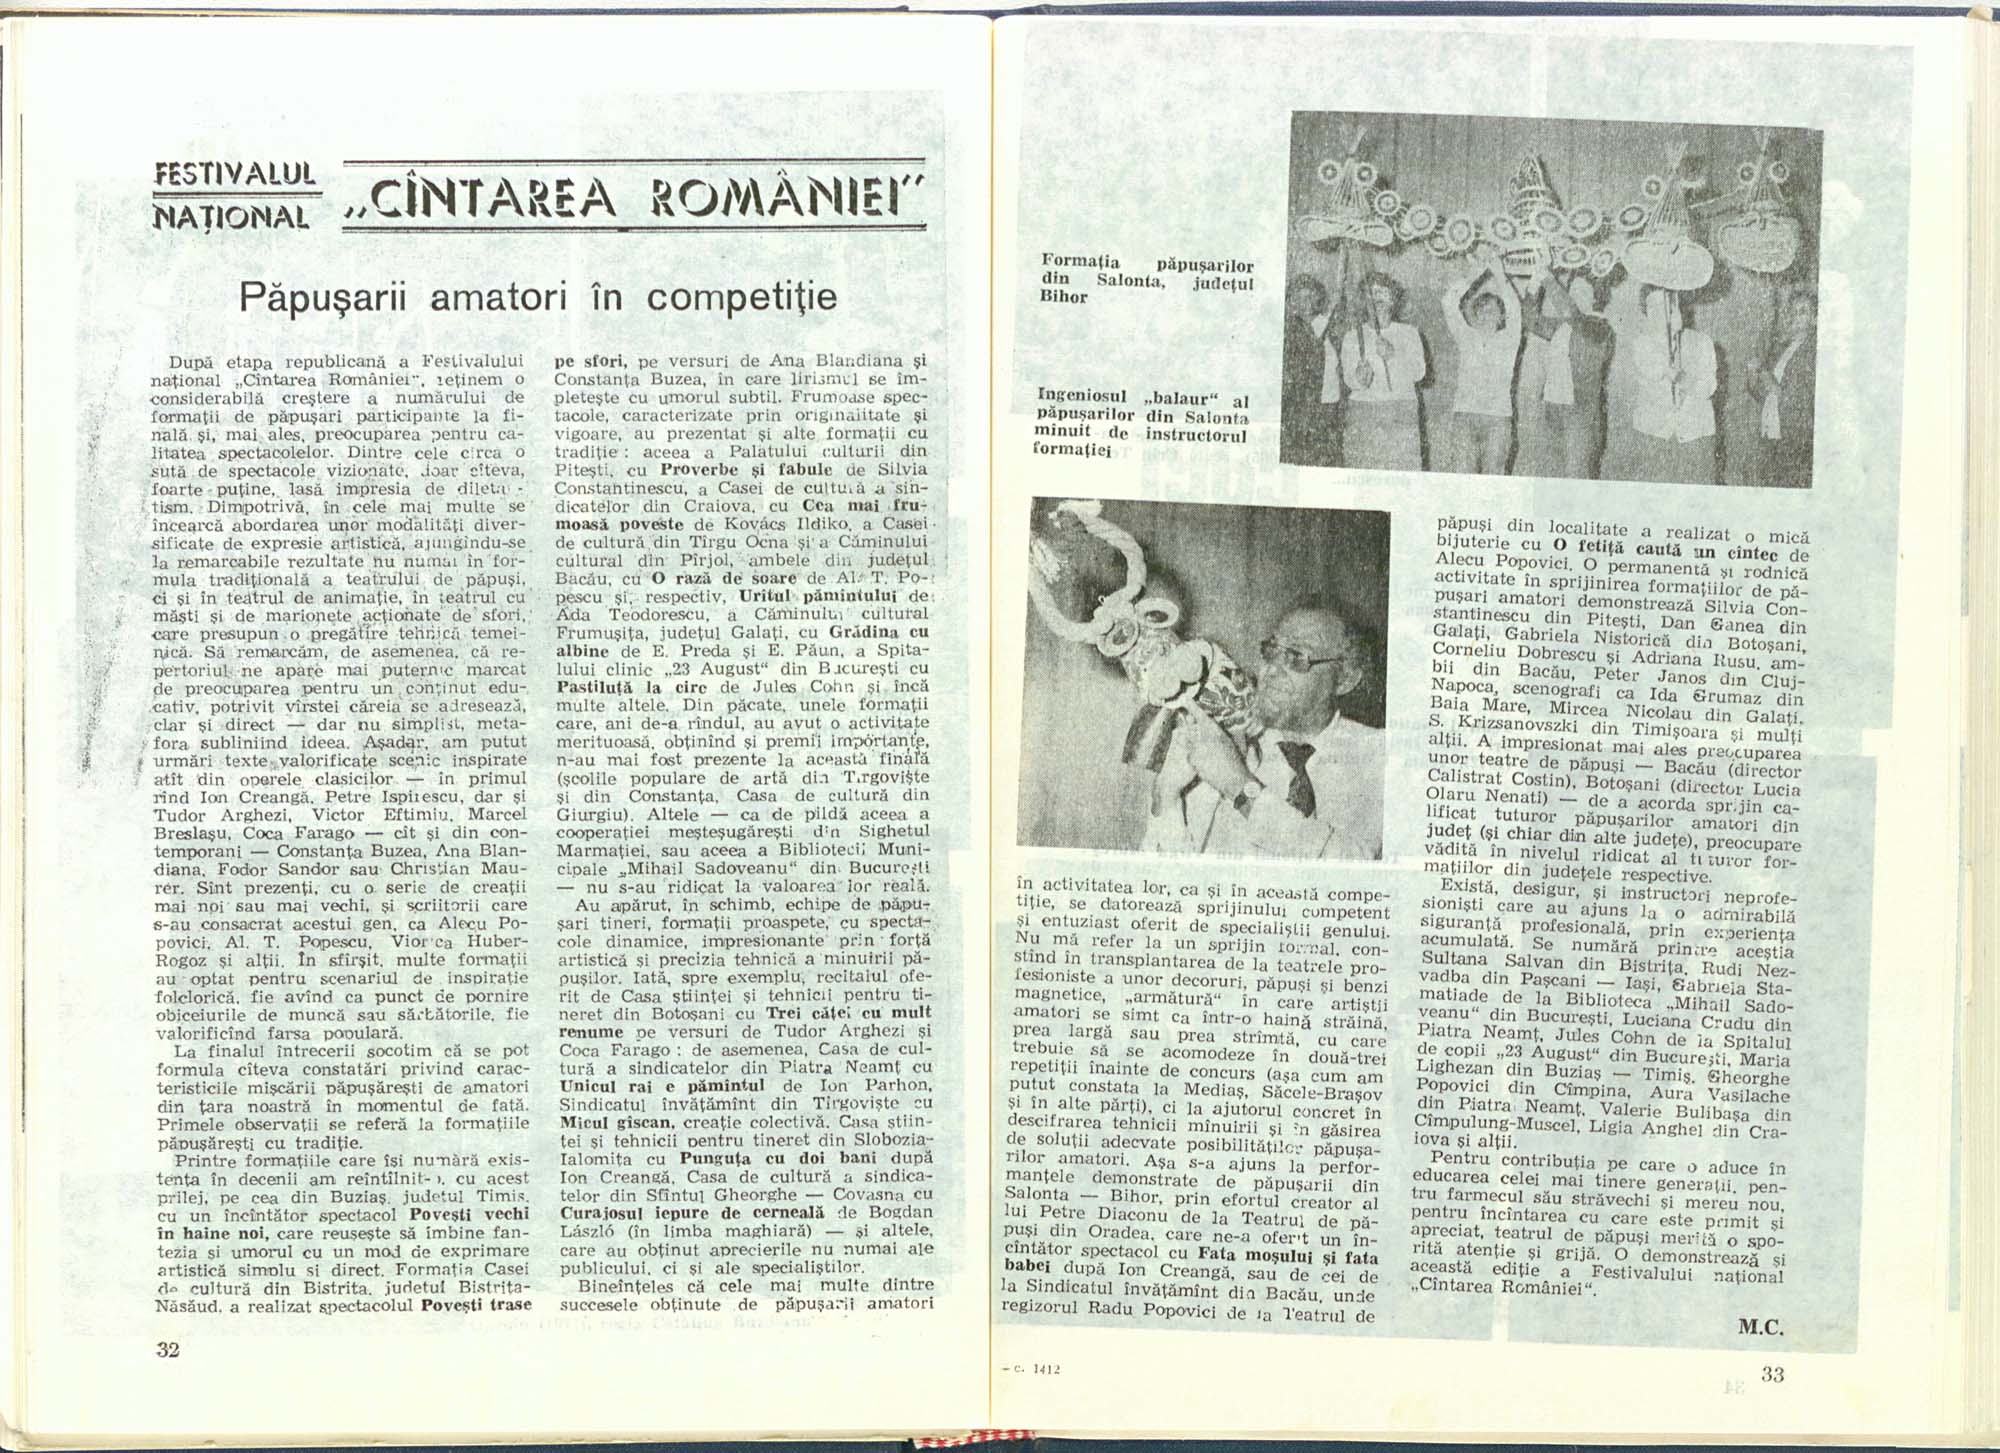 FESTIVALUL
NAȚIONAL
„CÎNTAREA ROMÂNIEI”
Păpușarii amatori în competiție
După etapa republicană a Festivalului
național „Cîntarea României”, reținem o
considerabilă creștere a numărului de
formații de păpușari participante la fi-
nală și, mai ales, preocuparea pentru ca-
litatea spectacolelor. Dintre cele circa o
sută de spectacole vizionate, doar cîteva,
foarte puține, lasă impresia de dileta-
tism. Dimpotrivă, în cele mai multe se
încearcă abordarea unor modalități diver-
sificate de expresie artistică, ajungîndu-se
la remarcabile rezultate nu numai în for-
mula tradițională a teatrului de păpuși,
ci și în teatrul de animație, în teatrul cu
măști și de marionete acționate de sfori,
care presupun o pregătire tehnică temei-
nică. Să remarcăm, de asemenea, că re-
pertoriul ne apare mai puternic marcat
de preocuparea pentru un conținut edu-
cativ, potrivit vîrstei căreia se adresează,
clar și direct — dar nu simplist, meta-
fora subliniind ideea. Așadar, am putut
urmări texte valorificate scenic inspirate
atît din operele clasicilor — în primul
rînd Ion Creangă, Petre Ispirescu, dar și
Tudor Arghezi, Victor Eftimiu, Marcel
Breslașu, Coca Farago — cît și din con-
temporani — Constanța Buzea, Ana Blan-
diana, Fodor Sandor sau Christian Mau-
rer. Sînt prezenți, cu o serie de creații
mai noi sau mai vechi, și scriitorii care
s-au consacrat acestui gen, ca Alecu Po-
povici, Al. T. Popescu, Viorica Huber-
Rogoz și alții. În sfîrșit, multe formații
au optat pentru scenariul de inspirație
folclorică, fie avînd ca punct de pornire
obiceiurile de muncă sau sărbătorile, fie
valorificînd farsa populară.
La finalul întrecerii socotim că se pot
formula cîteva constatări privind carac-
teristicile mișcării păpușărești de amatori
din țara noastră în momentul de față.
Primele observații se referă la formațiile
păpușărești cu tradiție.
Printre formațiile care își numără exis-
tența în decenii am reîntîlnit-o, cu acest
prilej, pe cea din Buziaș, județul Timiș,
cu un încîntător spectacol Povești vechi
în haine noi, care reușește să îmbine fan-
tezia și umorul cu un mod de exprimare
artistică simplu și direct. Formația Casei
de cultură din Bistrița, județul Bistrița-
Năsăud, a realizat spectacolul Povești trase
pe sfori, pe versuri de Ana Blandiana și
Constanța Buzea, în care lirismul se îm-
pletește cu umorul subtil. Frumoase spec-
tacole, caracterizate prin originalitate și
vigoare, au prezentat și alte formații cu
tradiție : aceea a Palatului culturii din
Pitești, cu Proverbe și fabule de Silvia
Constantinescu, a Casei de cultură a sin-
dicatelor din Craiova, cu Cea mai fru-
moasă poveste de Kovács Ildiko, a Casei
de cultură din Tîrgu Ocna și a Căminului
cultural din Pîrjol, ambele din județul
Bacău, cu O rază de soare de Al. T. Po-
pescu și, respectiv, Urîtul pămîntului de
Ada Teodorescu, a Căminului cultural
Frumușița, județul Galați, cu Grădina cu
albine de E. Preda și E. Păun, a Spita-
lului clinic „23 August“ din București cu
Pastiluță la circ de Jules Cohn și încă
multe altele. Din păcate, unele formații
care, ani de-a rîndul, au avut o activitate
merituoasă, obținînd și premii importante,
n-au mai fost prezente la această finală
(școlile populare de artă din Tîrgoviște
și din Constanța, Casa de cultură din
Giurgiu). Altele — ca de pildă aceea a
cooperației meșteșugărești din Sighetul
Marmației, sau aceea a Bibliotecii Muni-
cipale „Mihail Sadoveanu“ din București
— nu s-au ridicat la valoarea lor reală.
Au apărut, în schimb, echipe de păpu-
șari tineri, formații proaspete, cu specta-
cole dinamice, impresionante prin forță
artistică și precizia tehnică a minuirii pă-
pușilor. Iată, spre exemplu, recitalul ofe-
rit de Casa științei și tehnicii pentru ti-
neret din Botoșani cu Trei căței cu mult
renume pe versuri de Tudor Arghezi și
Coca Farago : de asemenea, Casa de cul-
tură a sindicatelor din Piatra Neamț cu
Unicul rai e pămîntul de Ion Parhon,
Sindicatul învățămînt din Tîrgoviște cu
Micul gîscan, creație colectivă, Casa știin-
ței și tehnicii pentru tineret din Slobozia-
Ialomița cu Punguța cu doi bani după
Ion Creangă, Casa de cultură a sindica-
telor din Sfîntul Gheorghe — Covasna cu
Curajosul iepure de cerneală de Bogdan
László (în limba maghiară) — și altele,
care au obținut aprecierile nu numai ale
publicului, ci și ale specialiștilor.
Bineînțeles că cele mai multe dintre
succesele obținute de păpușarii amatori
32
Formația păpușarilor
din Salonta, județul
Bihor
Ingeniosul „balaur“ al
păpușarilor din Salonta
minuit de instructorul
formației
în activitatea lor, ca și în această compe-
tiție, se datorează sprijinului competent
și entuziast oferit de specialiștii genului.
Nu mă refer la un sprijin formal, con-
stînd în transplantarea de la teatrele pro-
fesioniste a unor decoruri, păpuși și benzi
magnetice, „armătură“ în care artiștii
amatori se simt ca într-o haină străină,
prea largă sau prea strîmtă, cu care
trebuie să se acomodeze în două-trei
repetiții înainte de concurs (așa cum am
putut constata la Mediaș, Săcele-Brașov
și în alte părți), ci la ajutorul concret în
descifrarea tehnicii mînuirii și în găsirea
de soluții adecvate posibilităților păpușa-
rilor amatori. Așa s-a ajuns la perfor-
manțele demonstrate de păpușarii din
Salonta — Bihor, prin efortul creator al
lui Petre Diaconu de la Teatrul de pă-
puși din Oradea, care ne-a oferit un în-
cîntător spectacol cu Fata moșului și fata
babei după Ion Creangă, sau de cei de
la Sindicatul învățămînt din Bacău, unde
regizorul Radu Popovici de la Teatrul de
păpuși din localitate a realizat o mică
bijuterie cu O fetiță caută un cîntec de
Alecu Popovici. O permanentă și rodnică
activitate în sprijinirea formațiilor de pă-
pușari amatori demonstrează Silvia Con-
stantinescu din Pitești, Dan Ganea din
Galați, Gabriela Nistorică din Botoșani,
Corneliu Dobrescu și Adriana Rusu, am-
bii din Bacău, Peter Janos din Cluj-
Napoca, scenografi ca Ida Grumaz din
Baia Mare, Mircea Nicolau din Galați,
S. Krizsanovszki din Timișoara și mulți
alții. A impresionat mai ales preocuparea
unor teatre de păpuși — Bacău (director
Calistrat Costin), Botoșani (director Lucia
Olaru Nenati) — de a acorda sprijin ca-
lificat tuturor păpușarilor amatori din
județ (și chiar din alte județe), preocupare
vădită în nivelul ridicat al tuturor for-
mațiilor din județele respective.
Există, desigur, și instructori neprofe-
sioniști care au ajuns la o admirabilă
siguranță profesională, prin experiența
acumulată. Se numără printre aceștia
Sultana Salvan din Bistrița, Rudi Nez-
vadba din Pașcani — Iași, Gabriela Sta-
matiade de la Biblioteca „Mihail Sado-
veanu“ din București, Luciana Crudu din
Piatra Neamț, Jules Cohn de la Spitalul
de copii „23 August“ din București, Maria
Lighezan din Buziaș — Timiș, Gheorghe
Popovici din Cîmpina, Aura Vasilache
din Piatra Neamț, Valerie Bulibașa din
Cîmpulung-Muscel, Ligia Anghel din Cra-
iova și alții.
Pentru contribuția pe care o aduce în
educarea celei mai tinere generații, pen-
tru farmecul său străvechi și mereu nou,
pentru încîntarea cu care este primit și
apreciat, teatrul de păpuși merită o spo-
rită atenție și grijă. O demonstrează și
această ediție a Festivalului național
„Cîntarea României“.
M.C.
– c. 1412
33